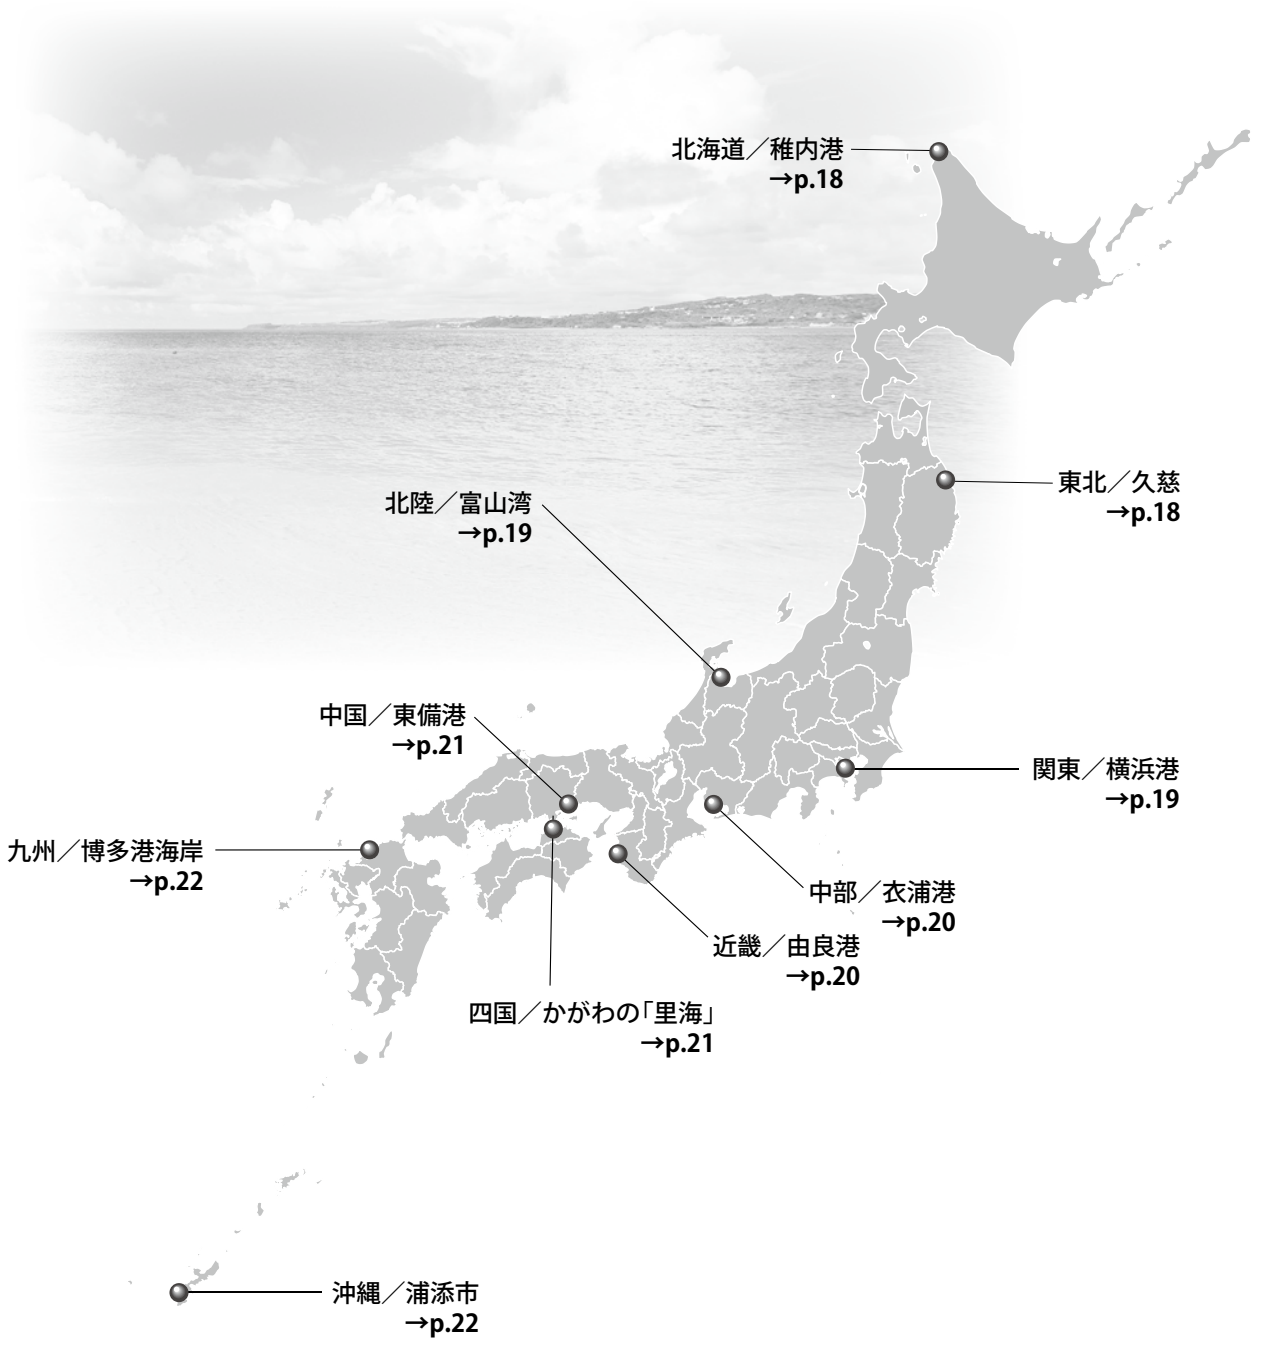 北海道／稚内港
→p.18
東北／久慈
→p.18
北陸／富山湾
→p.19
中国／東備港
→p.21
関東／横浜港
→p.19
九州／博多港海岸
→p.22
中部／衣浦港
→p.20
近畿／由良港
→p.20
四国／かがわの「里海」
→p.21
沖縄／浦添市
→p.22